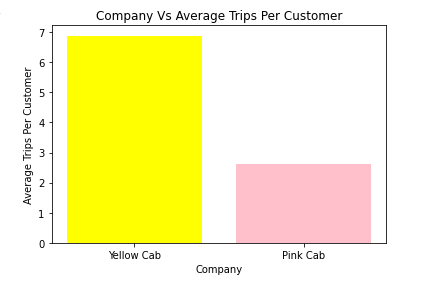 Company Vs Average Trips Per Customer
Average Trips Per Customer
7
6
5
4
3
2
1
0
Yellow Cab
Pink Cab
Company